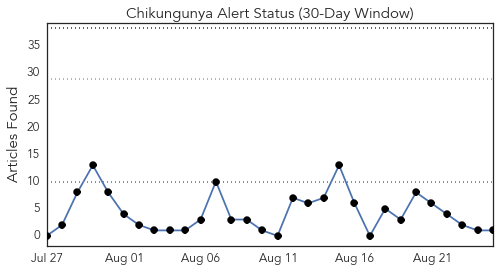 Chikungunya Alert Status (30-Day Window)
Articles Found
35
30
25
20
15
10
5
0
Jul 27 Aug 01 Aug 06 Aug 11 Aug 16 Aug 21